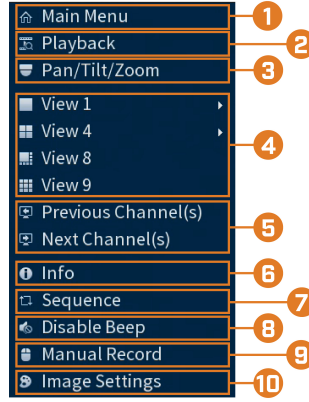 Main Menu 1
Playback 2
Pan/Tilt/Zoom 3
View 1
View 4
4
View 8
View 9
Previous Channel(s)
5
Next Channel(s)
Info 6
Sequence 7
Disable Beep 8
Manual Record 9
Image Settings 10